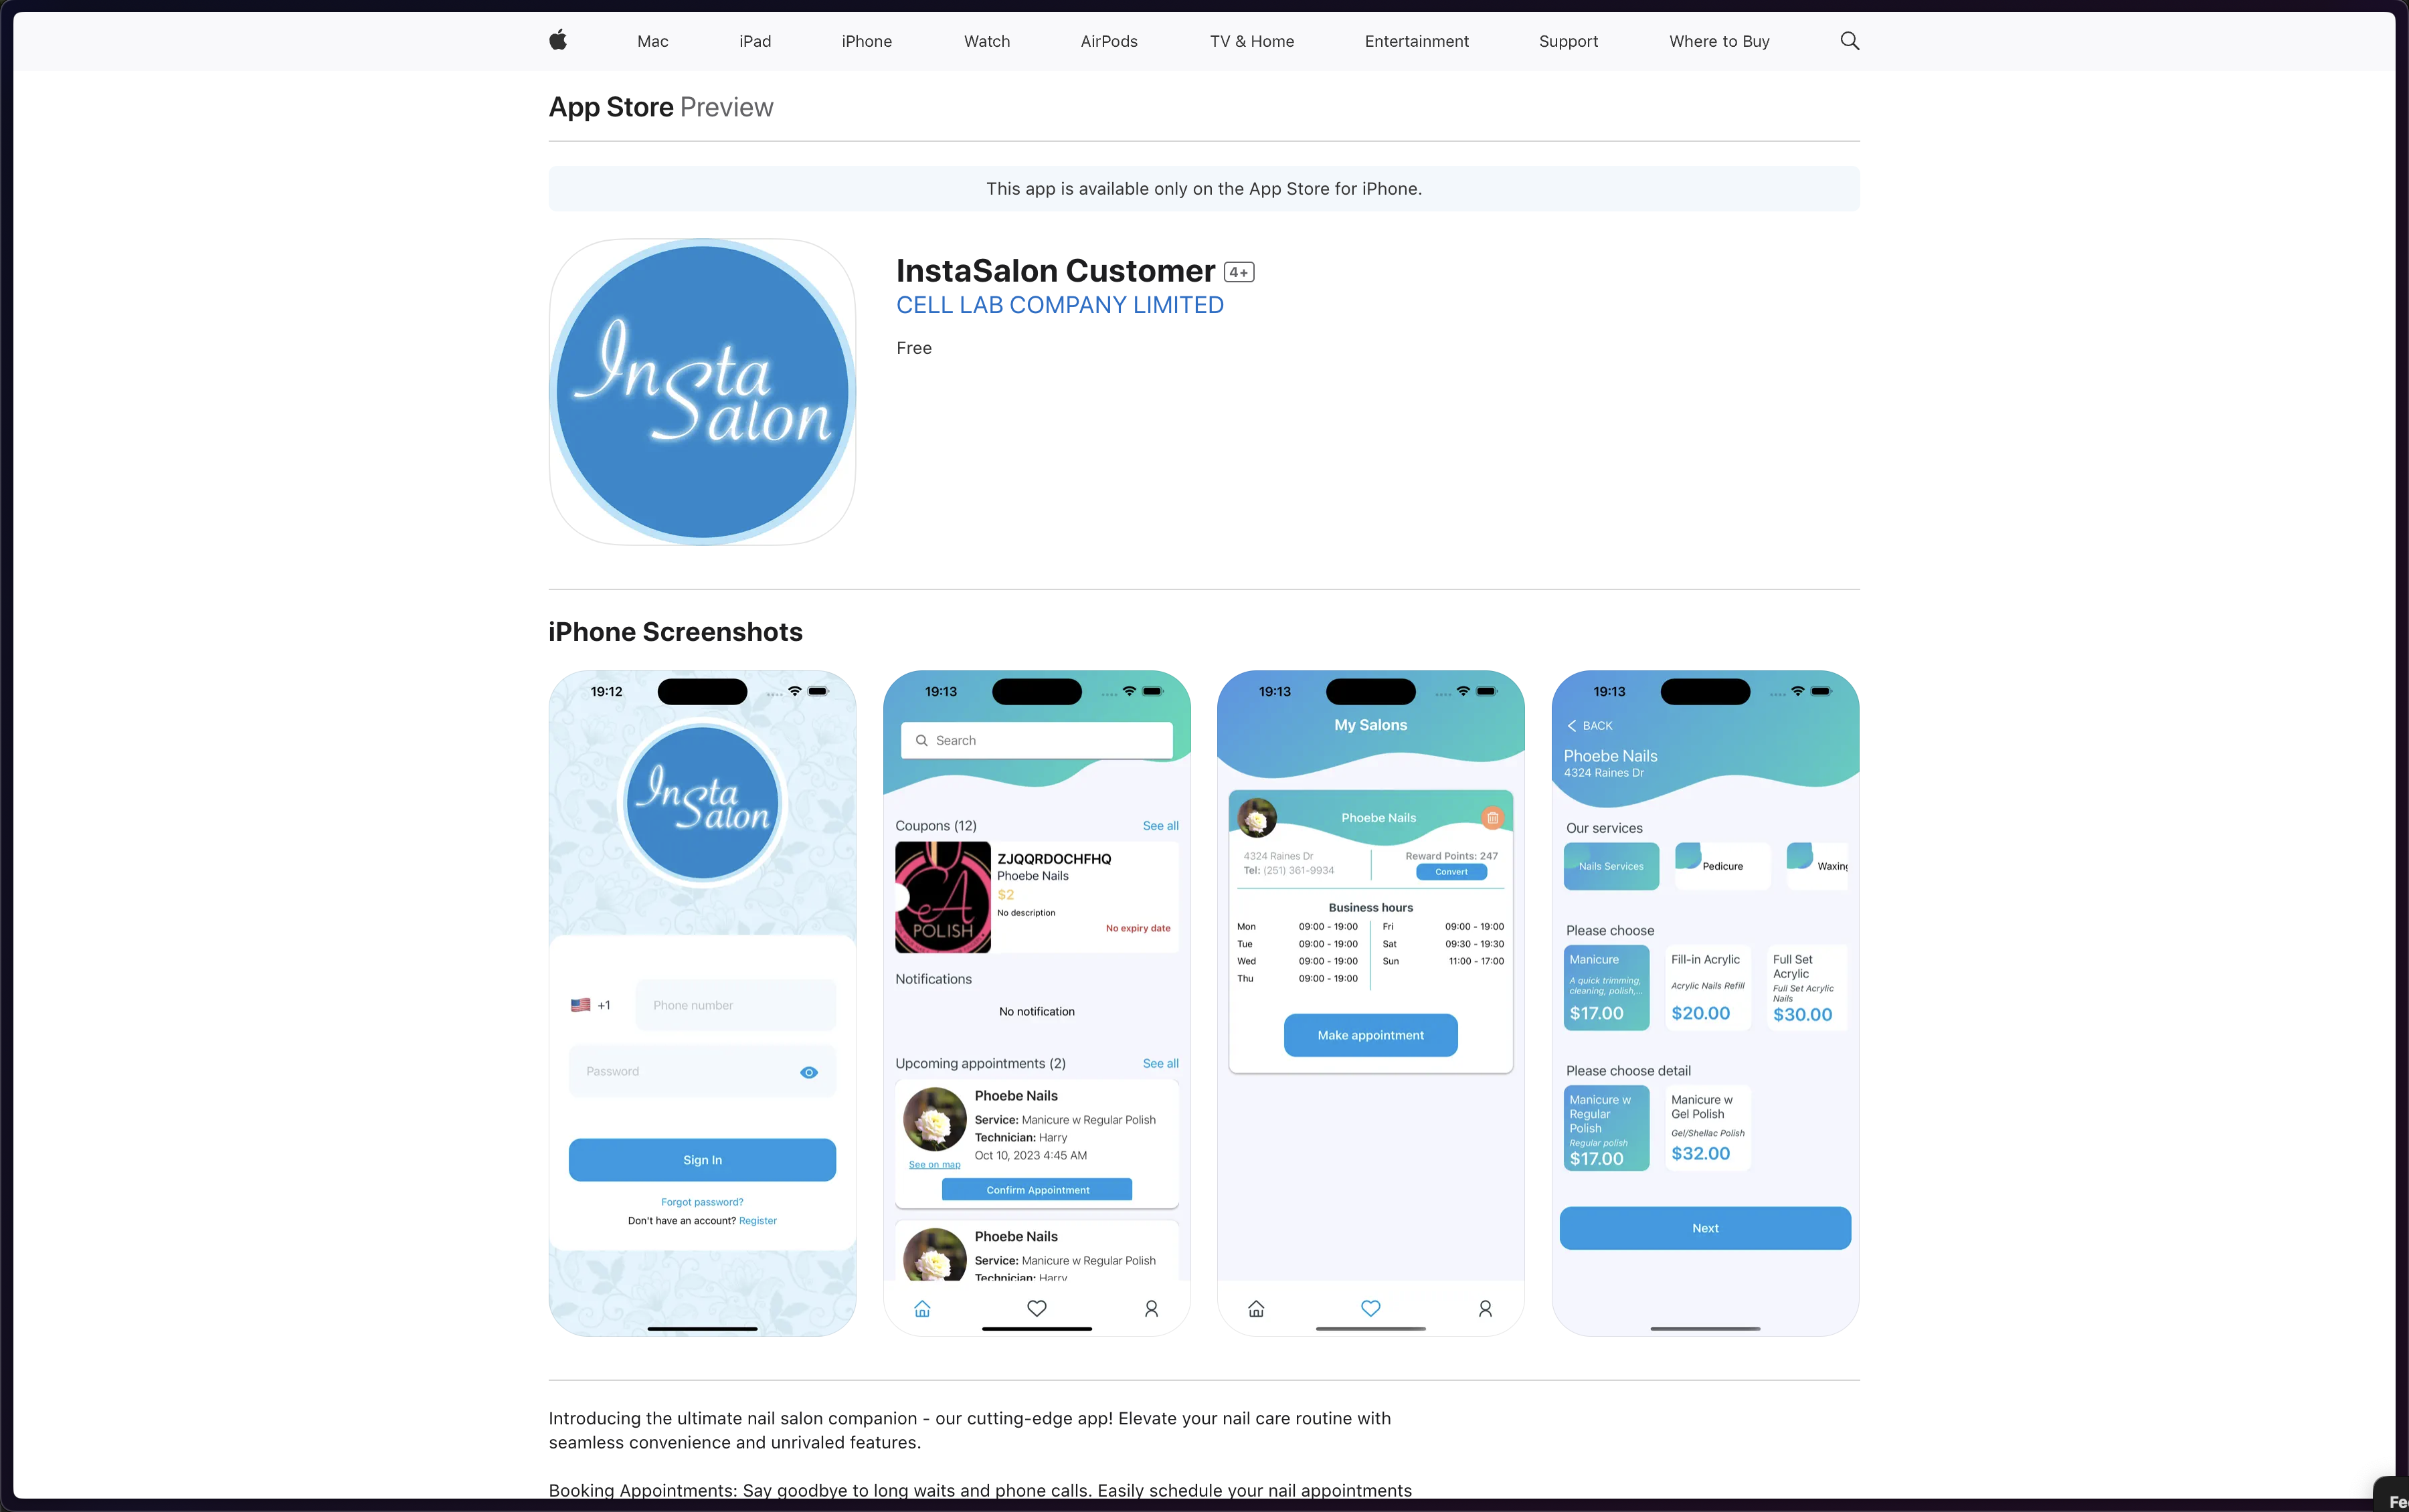 Mac iPad iPhone Watch AirPods TV & Home Entertainment Support Where to Buy
App Store Preview
This app is available only on the App Store for iPhone.
Insta
Salon
InstaSalon Customer 4+
CELL LAB COMPANY LIMITED
Free
iPhone Screenshots
19:12
Insta
Salon
+1 Phone number
Password
Sign In
Forgot password?
Don't have an account? Register
19:13
Search
Coupons (12) See all
A
POLISH
ZJQQRDOCHFHQ
Phoebe Nails
$2
No description
No expiry date
Notifications
No notification
Upcoming appointments (2) See all
Phoebe Nails
Service: Manicure w Regular Polish
Technician: Harry
Oct 10, 2023 4:45 AM
See on map
Confirm Appointment
Phoebe Nails
Service: Manicure w Regular Polish
Technician: Harry
19:13
My Salons
Phoebe Nails
4324 Raines Dr
Tel: (251) 361-9934
Reward Points: 247
Convert
Business hours
Mon 09:00 - 19:00 Fri 09:00 - 19:00
Tue 09:00 - 19:00 Sat 09:30 - 19:30
Wed 09:00 - 19:00 Sun 11:00 - 17:00
Thu 09:00 - 19:00
Make appointment
19:13
BACK
Phoebe Nails
4324 Raines Dr
Our services
Nails Services Pedicure Waxing
Please choose
Manicure
A quick trimming,
cleaning, polish,...
$17.00
Fill-in Acrylic
Acrylic Nails Refill
$20.00
Full Set
Acrylic
Full Set Acrylic
Nails
$30.00
Please choose detail
Manicure w
Regular
Polish
Regular polish
$17.00
Manicure w
Gel Polish
Gel/Shellac Polish
$32.00
Next
Introducing the ultimate nail salon companion - our cutting-edge app! Elevate your nail care routine with
seamless convenience and unrivaled features.
Booking Appointments: Say goodbye to long waits and phone calls. Easily schedule your nail appointments